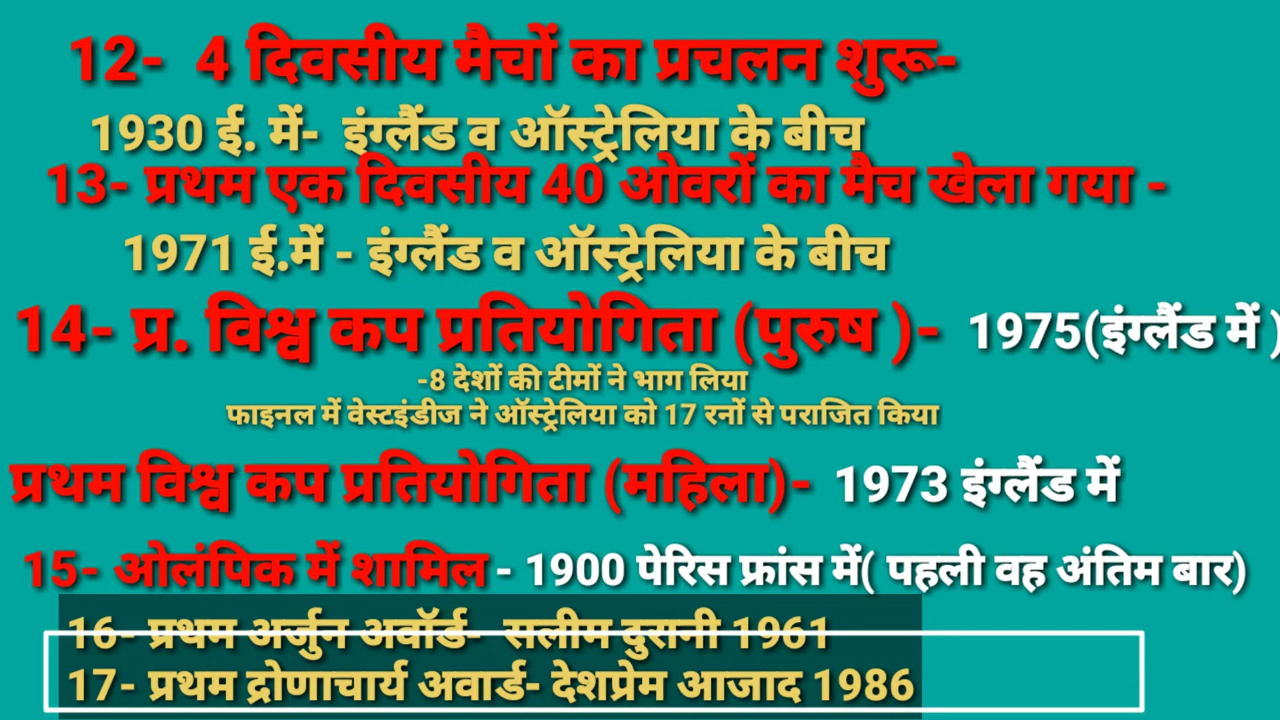 12- 4 दिवसीय मैचों का प्रचलन शुरू-
1930 ई. में- इंग्लैंड व ऑस्ट्रेलिया के बीच
13- प्रथम एक दिवसीय 40 ओवरों का मैच खेला गया -
1971 ई.में - इंग्लैंड व ऑस्ट्रेलिया के बीच
14- प्र. विश्व कप प्रतियोगिता (पुरुष )- 1975(इंग्लैंड में )
-8 देशों की टीमों ने भाग लिया
फाइनल में वेस्टइंडीज ने ऑस्ट्रेलिया को 17 रनों से पराजित किया
प्रथम विश्व कप प्रतियोगिता (महिला)- 1973 इंग्लैंड में
15- ओलंपिक में शामिल - 1900 पेरिस फ्रांस में( पहली वह अंतिम बार)
16- प्रथम अर्जुन अवॉर्ड- सलीम दुरानी 1961
17- प्रथम द्रोणाचार्य अवार्ड- देशप्रेम आजाद 1986